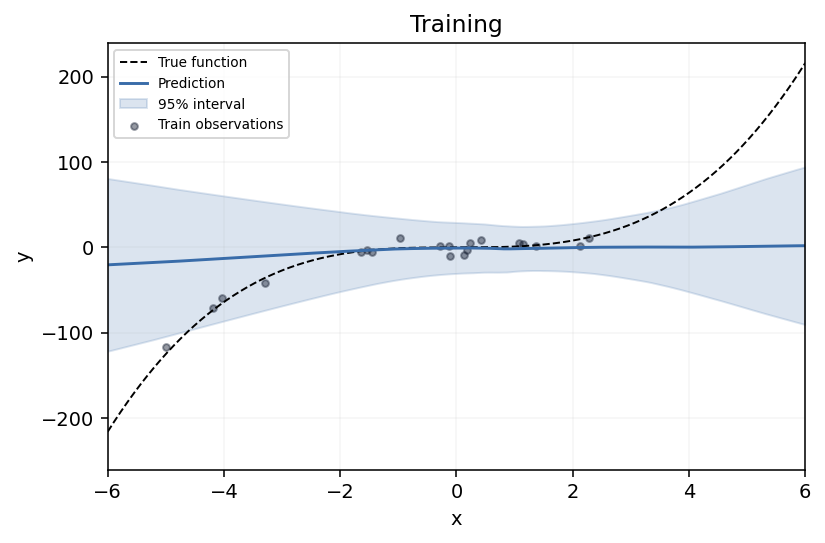 Training
True function
Prediction
95% interval
Train observations
200
100
0
−100
−200
y
−6 −4 −2 0 2 4 6
x